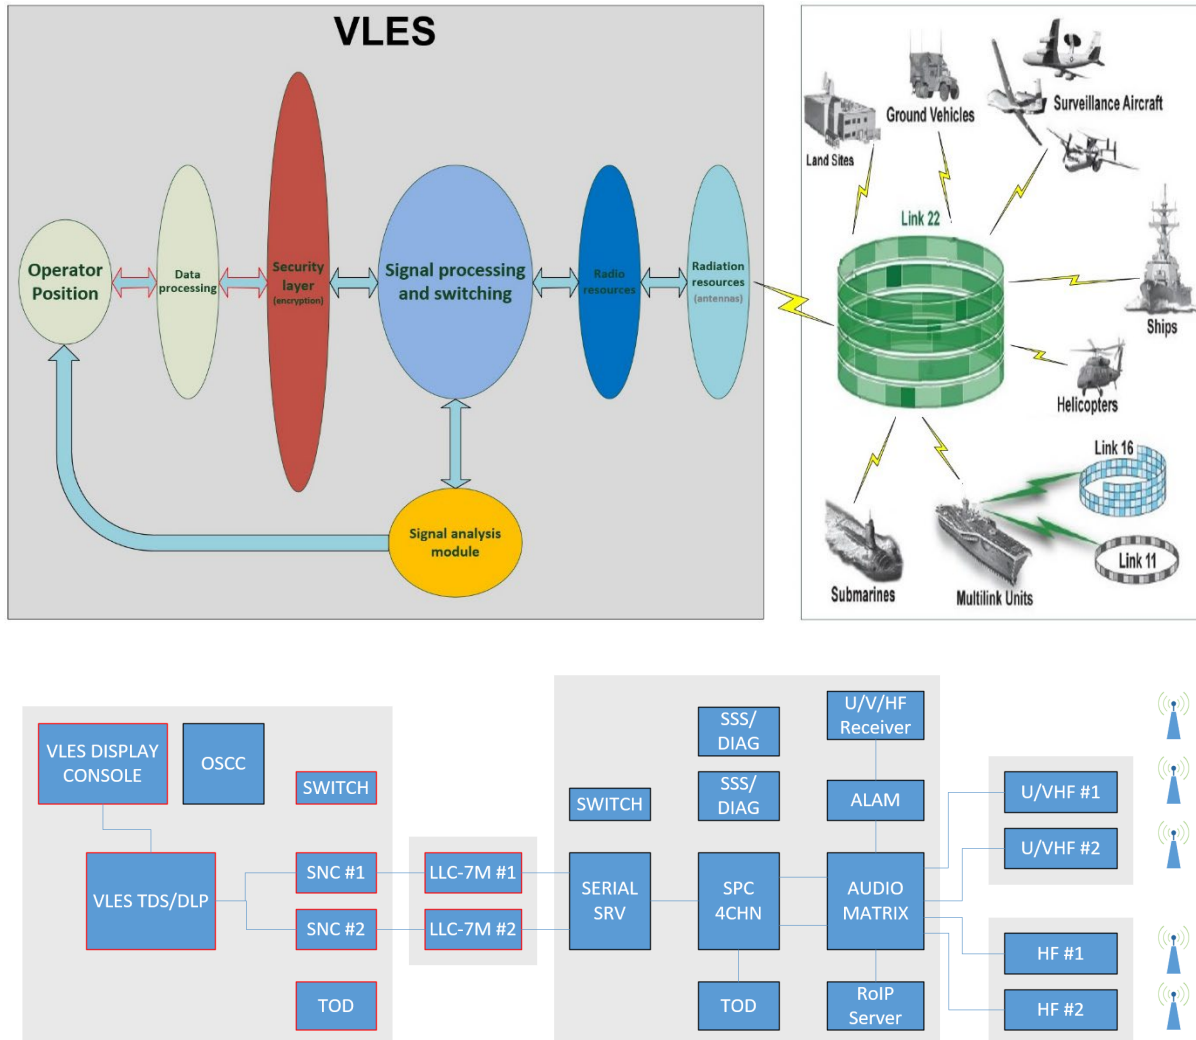 VLES
Operator
Position
Data
processing
Security
layer
(encryption)
Signal processing
and switching
Radio
resources
Radiation
resources
(antennas)
Signal analysis
module
Land Sites
Ground Vehicles
Surveillance Aircraft
Link 22
Ships
Helicopters
Link 16
Link 11
Submarines
Multilink Units
VLES DISPLAY
CONSOLE
OSCC
SWITCH
VLES TDS/DLP
SNC #1
SNC #2
TOD
LLC-7M #1
LLC-7M #2
SWITCH
SERIAL
SRV
SSS/
DIAG
SSS/
DIAG
SPC
4CHN
TOD
U/V/HF
Receiver
ALAM
AUDIO
MATRIX
RoIP
Server
U/VHF #1
U/VHF #2
HF #1
HF #2